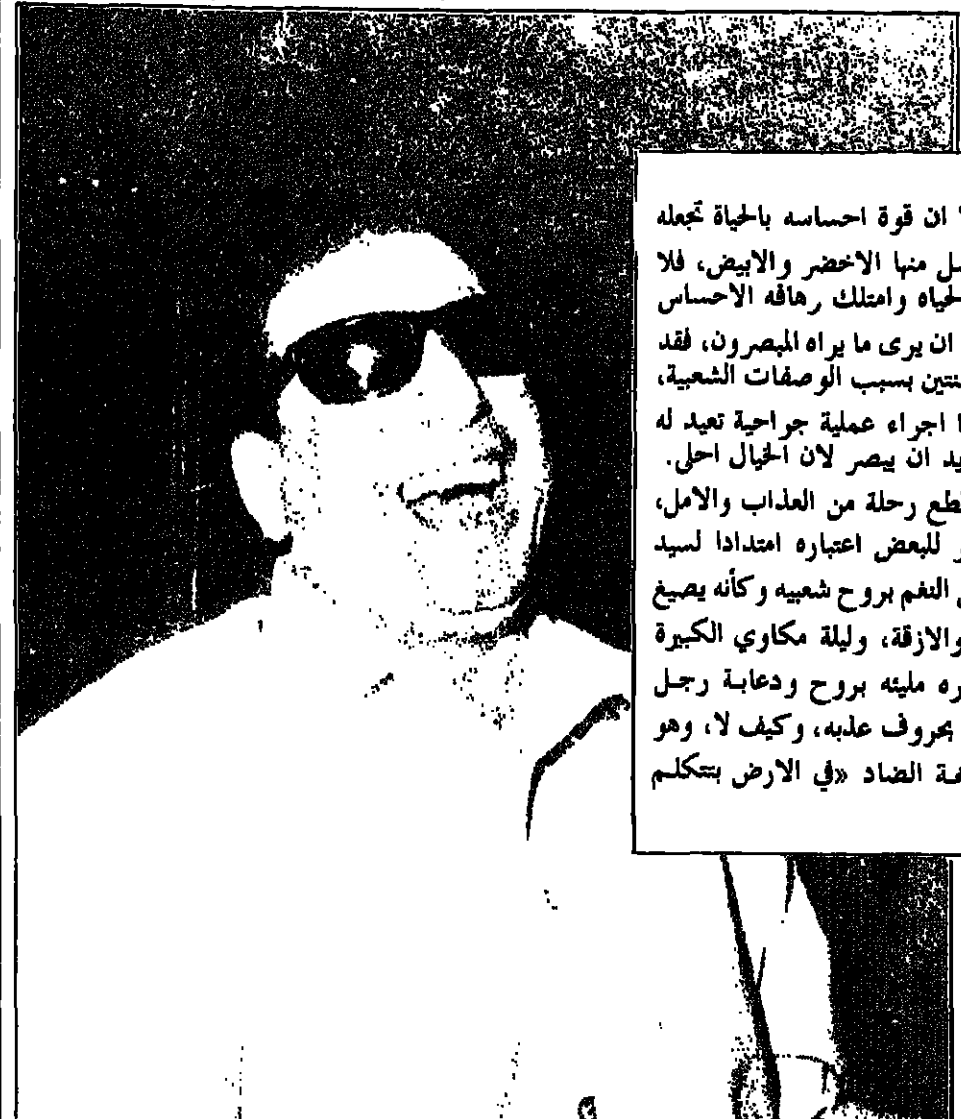 ان قوة احساسه بالحياة تجعله
منها الاخضر والابيض، فلا
لحياه وامتلك رهافه الاحساس
ان يرى ما يراه المبصرون، فقد
نتين بسبب الوصفات الشعبية،
ا اجراء عملية جراحية تعيد له
يد ان يبصر لان الخيال احلى.
طع رحلة من العذاب والامل،
و للبعض اعتباره امتدادا لسيد
النغم بروح شعبيه وكأنه يصيغ
والازقة، وليلة مكاوي الكبيرة
ره مليئه بروح ودعابة رجل
بحروف عذبه، وكيف لا، وهو
ـة الضاد «في الارض بتتكلم